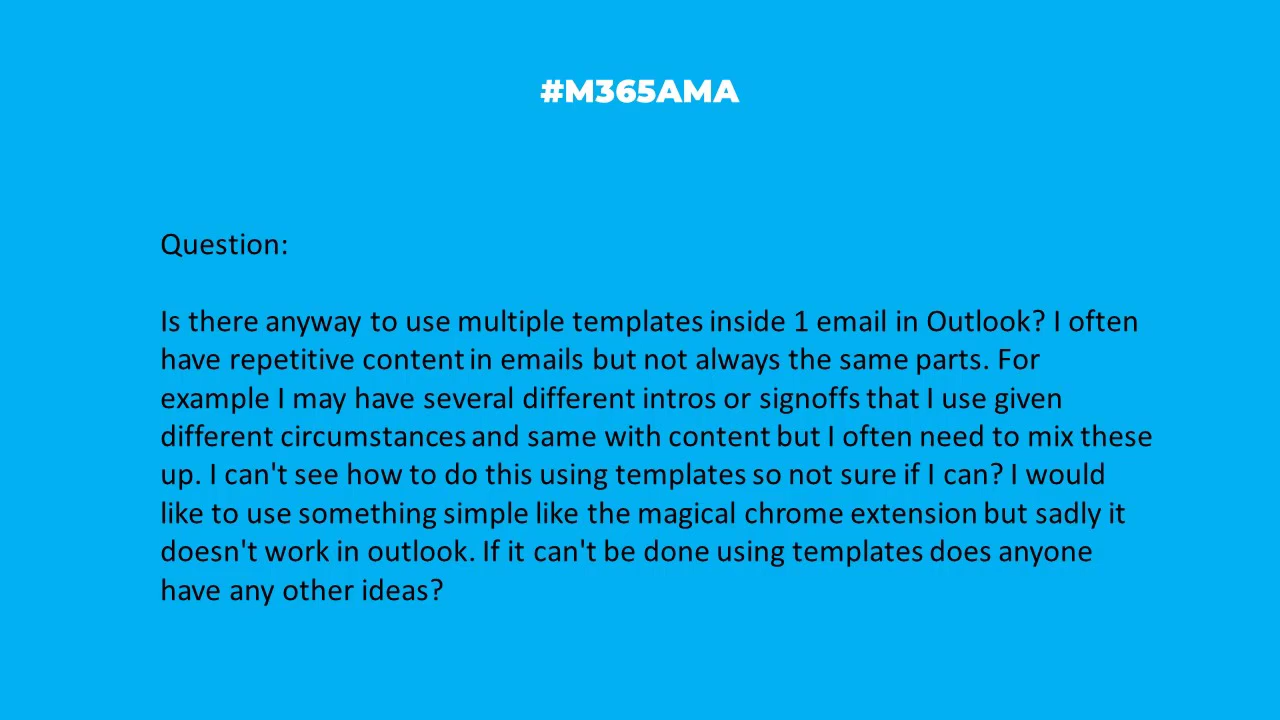 #M365AMA
Question:
Is there anyway to use multiple templates inside 1 email in Outlook? I often
have repetitive content in emails but not always the same parts. For
example I may have several different intros or signoffs that I use given
different circumstances and same with content but I often need to mix these
up. I can't see how to do this using templates so not sure if I can? I would
like to use something simple like the magical chrome extension but sadly it
doesn't work in outlook. If it can't be done using templates does anyone
have any other ideas?